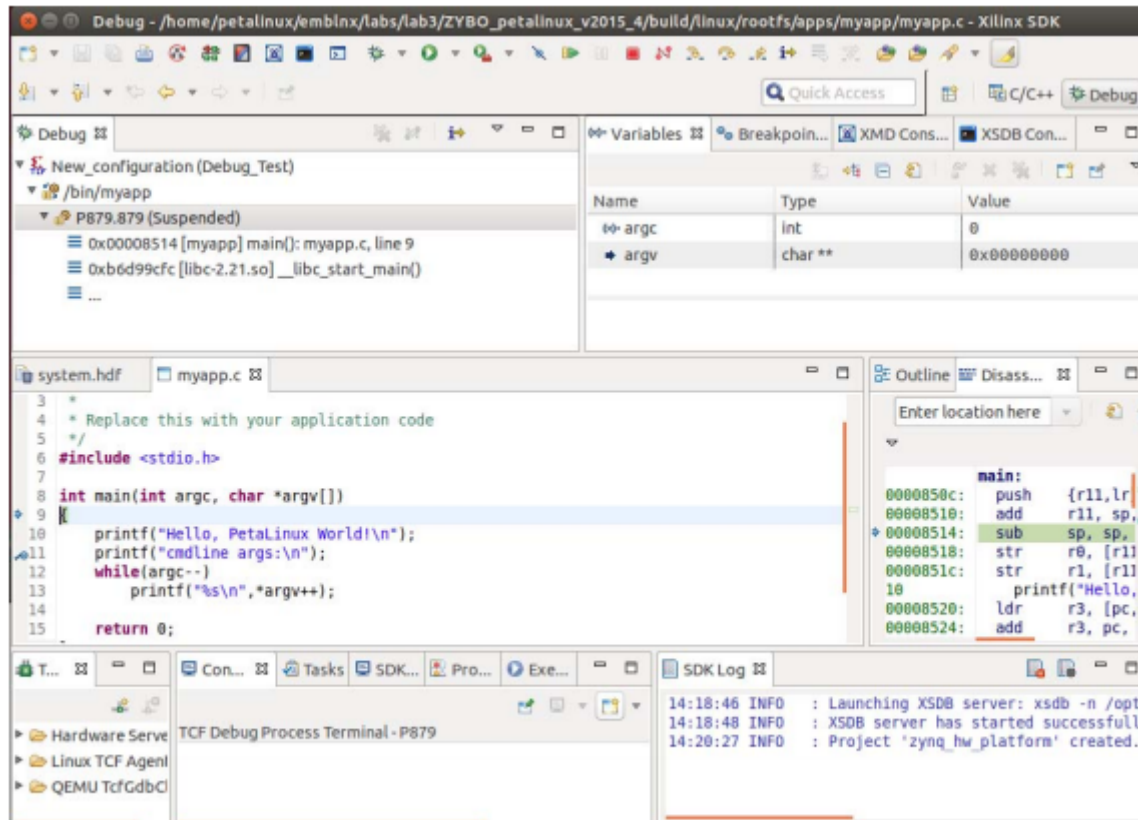 Debug - /home/petalinux/emblnx/labs/lab3/ZYBO_petalinux_v2015_4/build/linux/rootfs/apps/myapp/myapp.c - Xilinx SDK
Quick Access
C/C++
Debug
Debug
New_configuration (Debug_Test)
/bin/myapp
P879.879 (Suspended)
0x00008514 [myapp] main(): myapp.c, line 9
0xb6d99cfc [libc-2.21.so] __libc_start_main()
...
Variables
Breakpoin...
XMD Cons...
XSDB Con...
Name Type Value
argc int 0
argv char ** 0x00000000
system.hdf
myapp.c
3 *
4 * Replace this with your application code
5 */
6 #include <stdio.h>
7
8 int main(int argc, char *argv[])
9 {
10 printf("Hello, PetaLinux World!\n");
11 printf("cmdline args:\n");
12 while(argc--)
13 printf("%s\n",*argv++);
14
15 return 0;
Outline
Disass...
Enter location here
main:
0000850c: push {r11,lr
00008510: add r11, sp,
00008514: sub sp, sp,
00008518: str r0, [r11
0000851c: str r1, [r11
10 printf("Hello,
00008520: ldr r3, [pc,
00008524: add r3, pc,
T...
Hardware Serve
Linux TCF Agent
QEMU TcfGdbCl
Con...
Tasks
SDK...
Pro...
Exe...
TCF Debug Process Terminal - P879
SDK Log
14:18:46 INFO : Launching XSDB server: xsdb -n /opt
14:18:48 INFO : XSDB server has started successfull
14:20:27 INFO : Project 'zynq_hw_platform' created.